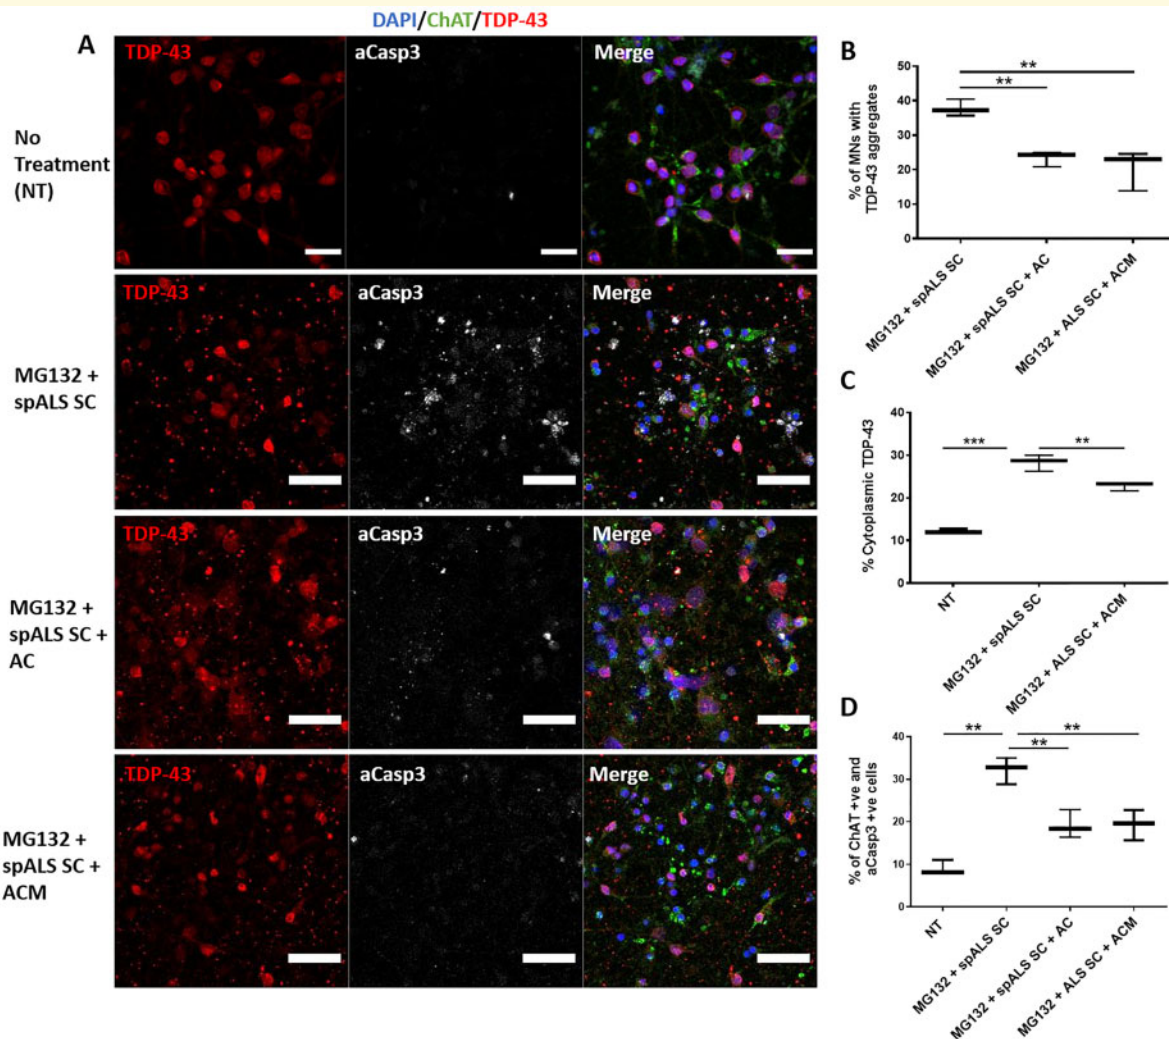 DAPI/ChAT/TDP-43
A
No
Treatment
(NT)
TDP-43
aCasp3
Merge
MG132 +
spALS SC
TDP-43
aCasp3
Merge
MG132 +
spALS SC +
AC
TDP-43
aCasp3
Merge
MG132 +
spALS SC +
ACM
TDP-43
aCasp3
Merge
B
% of MNs with
TDP-43 aggregates
50
40
30
20
10
0
**
**
MG132 + spALS SC
MG132 + spALS SC + AC
MG132 + ALS SC + ACM
C
% Cytoplasmic TDP-43
40
30
20
10
0
***
**
NT
MG132 + spALS SC
MG132 + ALS SC + ACM
D
% of ChAT +ve and
aCasp3 +ve cells
40
30
20
10
0
**
**
**
NT
MG132 + spALS SC
MG132 + spALS SC + AC
MG132 + ALS SC + ACM